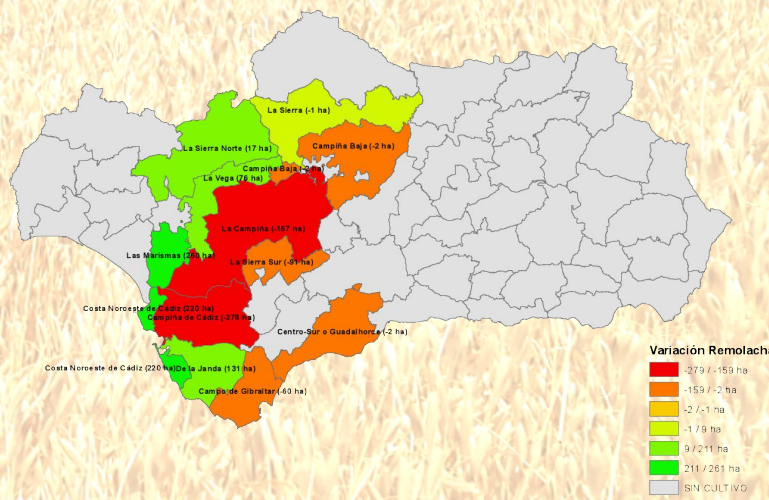 La Sierra (-1 ha)
La Sierra Norte (17 ha)
Campiña Baja (-2 ha)
Campiña Baja (-2 ha)
La Vega (76 ha)
La Campiña (-167 ha)
Las Marismas (260 ha)
La Sierra Sur (-91 ha)
Costa Noroeste de Cádiz (220 ha)
Campiña de Cádiz (-278 ha)
Centro-Sur o Guadalhorce (-2 ha)
Costa Noroeste de Cádiz (220 ha)
De la Janda (131 ha)
Campo de Gibraltar (-60 ha)
Variación Remolacha
-279 / -159 ha
-159 / -2 ha
-2 / -1 ha
-1 / 9 ha
9 / 211 ha
211 / 261 ha
SIN CULTIVO